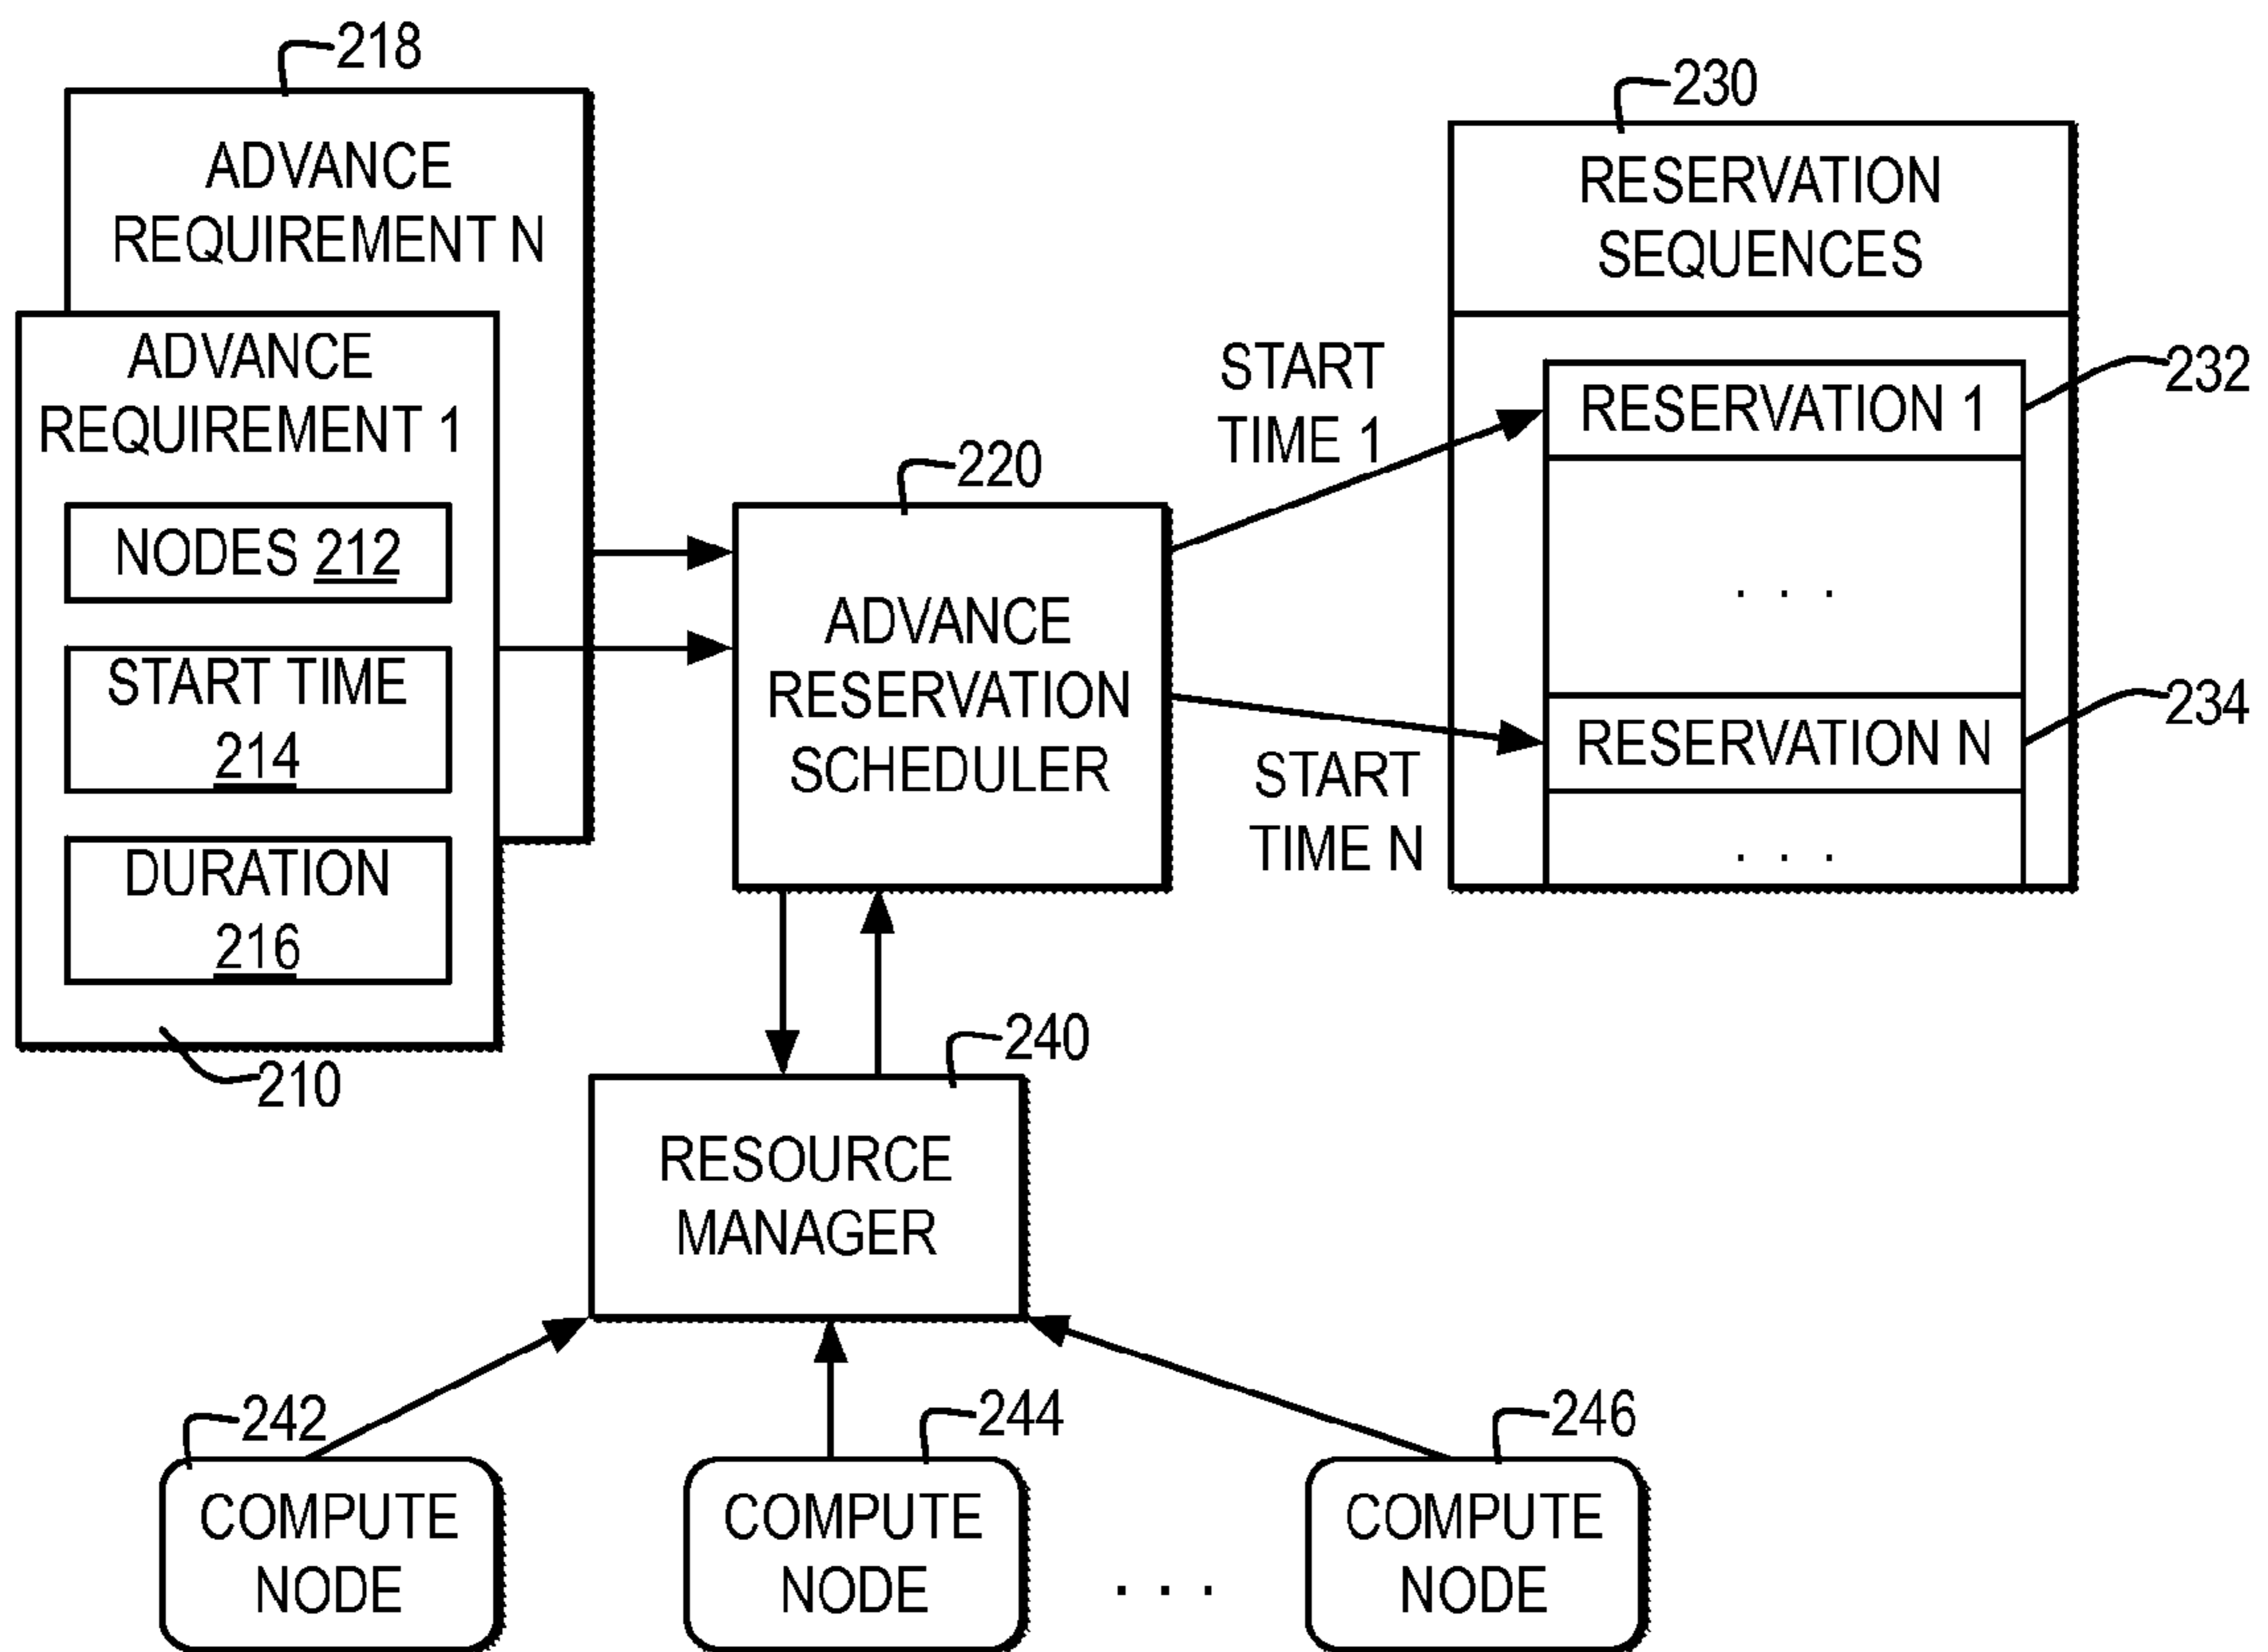 218
ADVANCE
REQUIREMENT N
ADVANCE
REQUIREMENT 1
NODES 212
START TIME
214
DURATION
216
210
220
ADVANCE
RESERVATION
SCHEDULER
START
TIME 1
START
TIME N
230
RESERVATION
SEQUENCES
RESERVATION 1
232
. . .
RESERVATION N
234
. . .
240
RESOURCE
MANAGER
242
COMPUTE
NODE
244
COMPUTE
NODE
. . .
246
COMPUTE
NODE